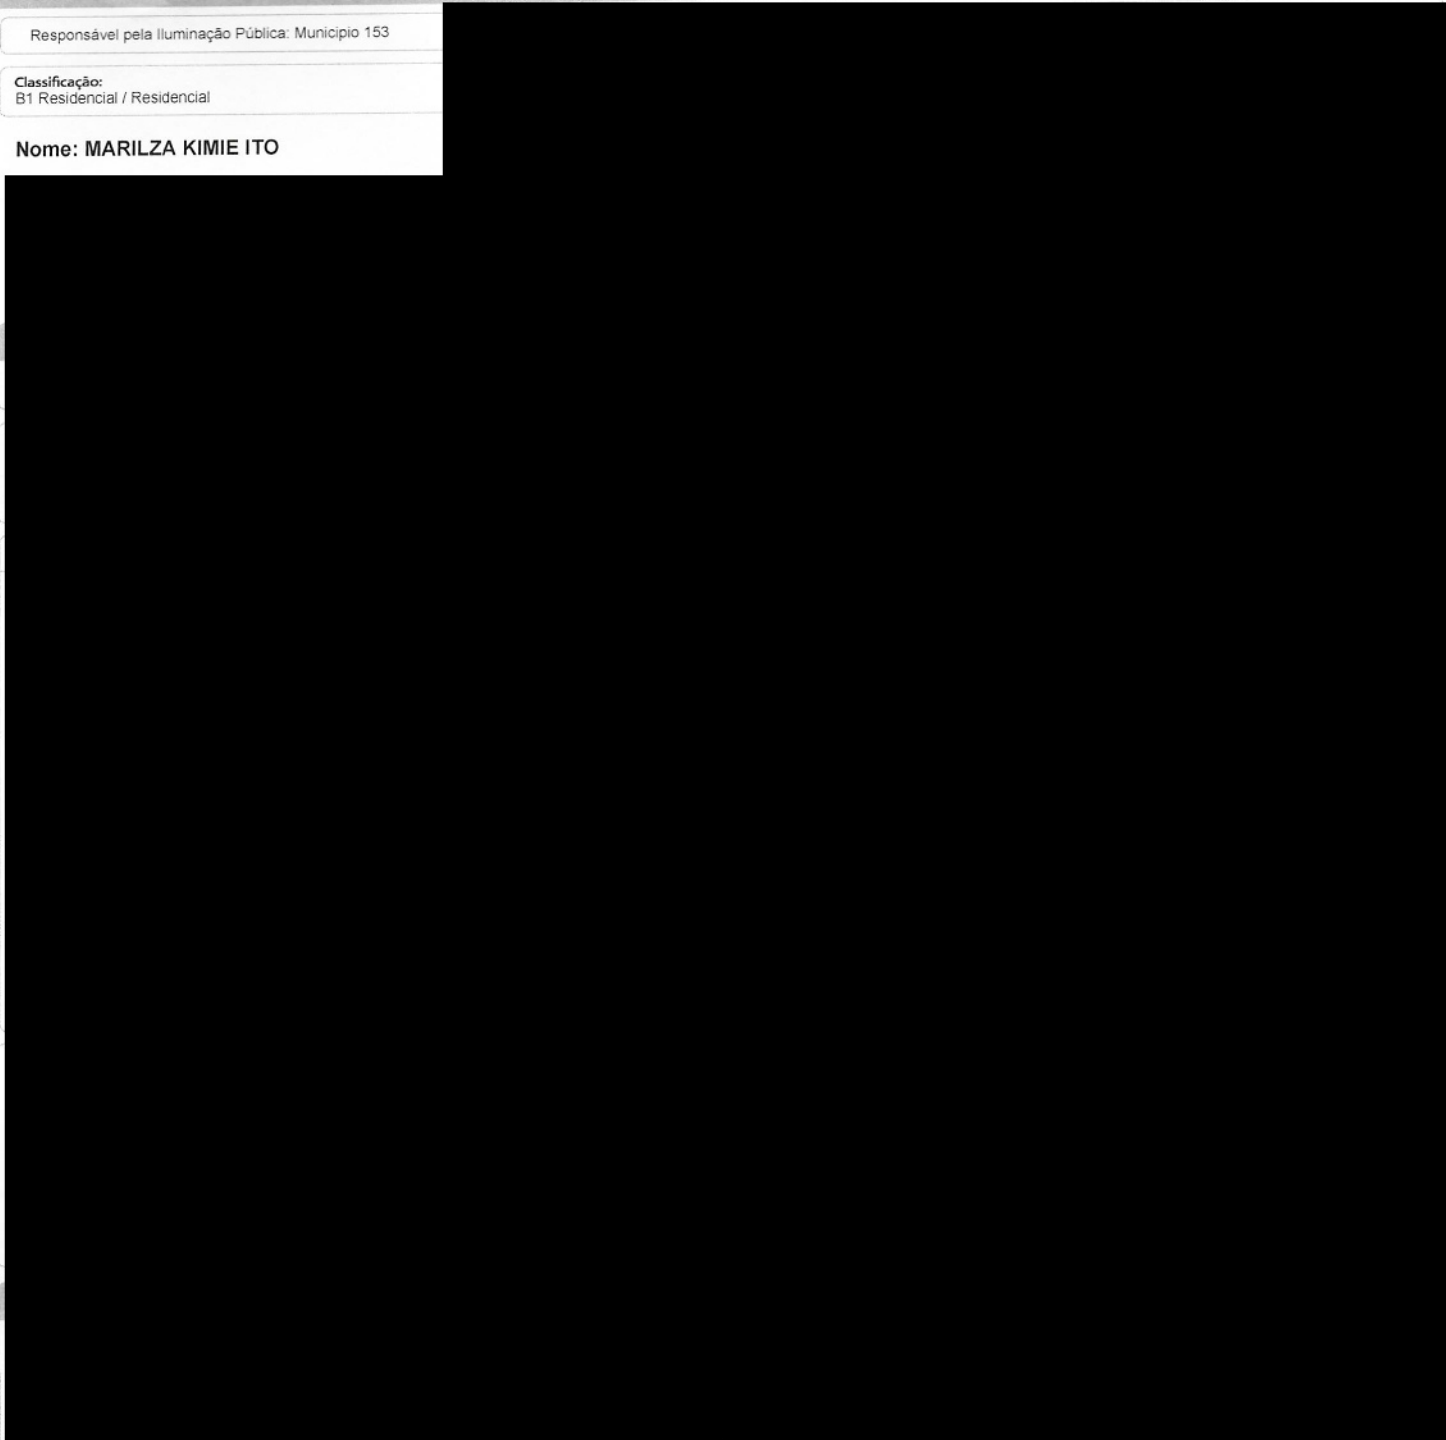 Responsável pela Iluminação Pública: Municipio 153
Classificação:
B1 Residencial / Residencial
Nome: MARILZA KIMIE ITO